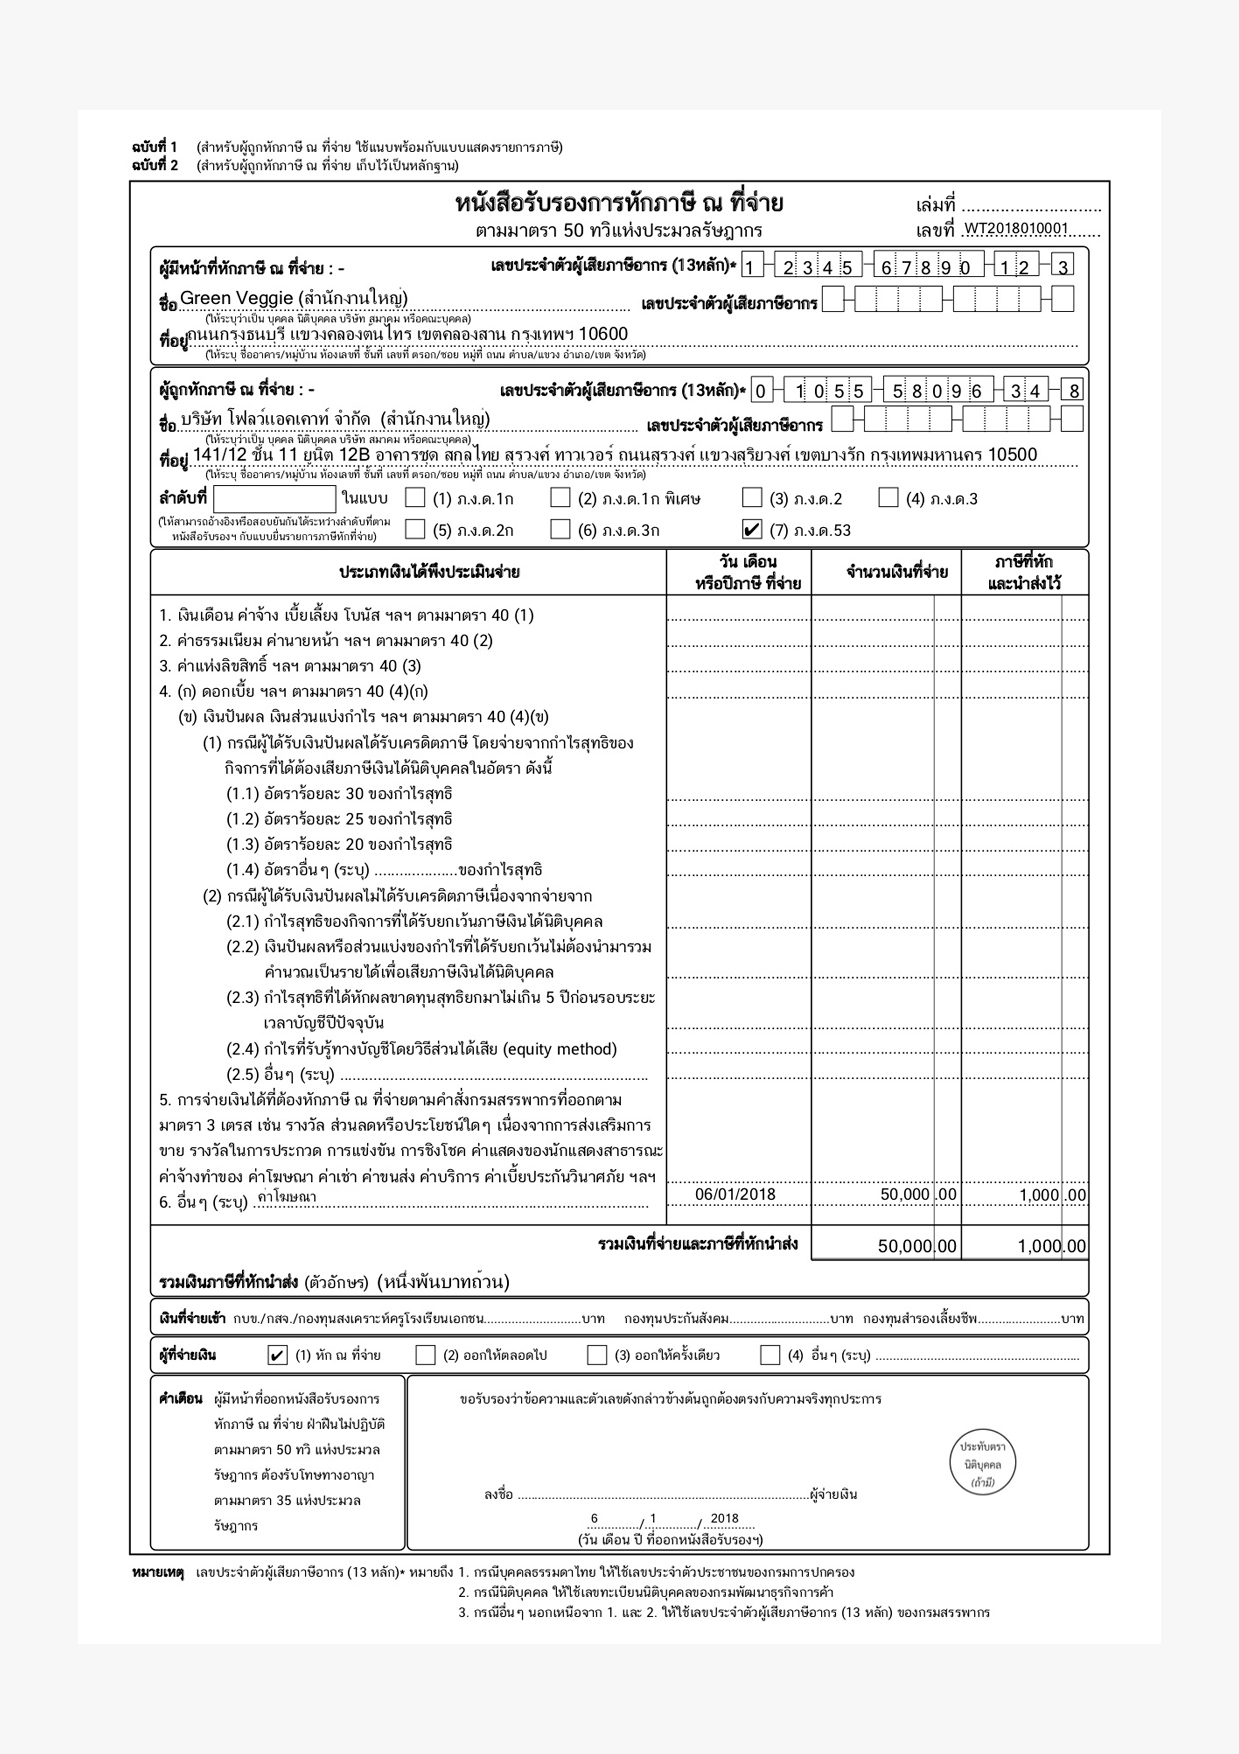 ฉบับที่ 1 (สำหรับผู้ถูกหักภาษี ณ ที่จ่าย ใช้แนบพร้อมกับแบบแสดงรายการภาษี)
ฉบับที่ 2 (สำหรับผู้ถูกหักภาษี ณ ที่จ่าย เก็บไว้เป็นหลักฐาน)
หนังสือรับรองการหักภาษี ณ ที่จ่าย
เล่มที่ ............................
ตามมาตรา 50 ทวิแห่งประมวลรัษฎากร
เลขที่ WT2018010001
ผู้มีหน้าที่หักภาษี ณ ที่จ่าย : - เลขประจำตัวผู้เสียภาษีอากร (13หลัก)* 1 2345 67890 12 3
ชื่อ Green Veggie (สำนักงานใหญ่) เลขประจำตัวผู้เสียภาษีอากร
(ให้ระบุว่าเป็น บุคคล นิติบุคคล บริษัท สมาคม หรือคณะบุคคล)
ที่อยู่ ถนนกรุงธนบุรี แขวงคลองต้นไทร เขตคลองสาน กรุงเทพฯ 10600
(ให้ระบุ ชื่ออาคาร/หมู่บ้าน ห้องเลขที่ ชั้นที่ เลขที่ ตรอก/ซอย หมู่ที่ ถนน ตำบล/แขวง อำเภอ/เขต จังหวัด)
ผู้ถูกหักภาษี ณ ที่จ่าย : - เลขประจำตัวผู้เสียภาษีอากร (13หลัก)* 0 1055 58096 34 8
ชื่อ บริษัท โฟลว์แอคเคาท์ จำกัด (สำนักงานใหญ่) เลขประจำตัวผู้เสียภาษีอากร
(ให้ระบุว่าเป็น บุคคล นิติบุคคล บริษัท สมาคม หรือคณะบุคคล)
ที่อยู่ 141/12 ชั้น 11 ยูนิต 12B อาคารชุด สกุลไทย สุรวงศ์ ทาวเวอร์ ถนนสุรวงศ์ แขวงสุริยวงศ์ เขตบางรัก กรุงเทพมหานคร 10500
(ให้ระบุ ชื่ออาคาร/หมู่บ้าน ห้องเลขที่ ชั้นที่ เลขที่ ตรอก/ซอย หมู่ที่ ถนน ตำบล/แขวง อำเภอ/เขต จังหวัด)
ลำดับที่ ในแบบ (1) ภ.ง.ด.1ก (2) ภ.ง.ด.1ก พิเศษ (3) ภ.ง.ด.2 (4) ภ.ง.ด.3
(ให้สามารถอ้างอิงหรือสอบยันกันได้ระหว่างลำดับที่ตาม
หนังสือรับรองฯ กับแบบยื่นรายการภาษีหักที่จ่าย)
(5) ภ.ง.ด.2ก (6) ภ.ง.ด.3ก ✔ (7) ภ.ง.ด.53
ประเภทเงินได้พึงประเมินจ่าย
วัน เดือน
หรือปีภาษี ที่จ่าย
จำนวนเงินที่จ่าย
ภาษีที่หัก
และนำส่งไว้
1. เงินเดือน ค่าจ้าง เบี้ยเลี้ยง โบนัส ฯลฯ ตามมาตรา 40 (1)
2. ค่าธรรมเนียม ค่านายหน้า ฯลฯ ตามมาตรา 40 (2)
3. ค่าแห่งลิขสิทธิ์ ฯลฯ ตามมาตรา 40 (3)
4. (ก) ดอกเบี้ย ฯลฯ ตามมาตรา 40 (4)(ก)
(ข) เงินปันผล เงินส่วนแบ่งกำไร ฯลฯ ตามมาตรา 40 (4)(ข)
(1) กรณีผู้ได้รับเงินปันผลได้รับเครดิตภาษี โดยจ่ายจากกำไรสุทธิของ
กิจการที่ได้ต้องเสียภาษีเงินได้นิติบุคคลในอัตรา ดังนี้
(1.1) อัตราร้อยละ 30 ของกำไรสุทธิ
(1.2) อัตราร้อยละ 25 ของกำไรสุทธิ
(1.3) อัตราร้อยละ 20 ของกำไรสุทธิ
(1.4) อัตราอื่นๆ (ระบุ) ....................ของกำไรสุทธิ
(2) กรณีผู้ได้รับเงินปันผลไม่ได้รับเครดิตภาษีเนื่องจากจ่ายจาก
(2.1) กำไรสุทธิของกิจการที่ได้รับยกเว้นภาษีเงินได้นิติบุคคล
(2.2) เงินปันผลหรือส่วนแบ่งของกำไรที่ได้รับยกเว้นไม่ต้องนำมารวม
คำนวณเป็นรายได้เพื่อเสียภาษีเงินได้นิติบุคคล
(2.3) กำไรสุทธิที่ได้หักผลขาดทุนสุทธิยกมาไม่เกิน 5 ปีก่อนรอบระยะ
เวลาบัญชีปีปัจจุบัน
(2.4) กำไรที่รับรู้ทางบัญชีโดยวิธีส่วนได้เสีย (equity method)
(2.5) อื่นๆ (ระบุ) ....................
5. การจ่ายเงินได้ที่ต้องหักภาษี ณ ที่จ่ายตามคำสั่งกรมสรรพากรที่ออกตาม
มาตรา 3 เตรส เช่น รางวัล ส่วนลดหรือประโยชน์ใดๆ เนื่องจากการส่งเสริมการ
ขาย รางวัลในการประกวด การแข่งขัน การชิงโชค ค่าแสดงของนักแสดงสาธารณะ
ค่าจ้างทำของ ค่าโฆษณา ค่าเช่า ค่าขนส่ง ค่าบริการ ค่าเบี้ยประกันวินาศภัย ฯลฯ
6. อื่นๆ (ระบุ) ค่าโฆษณา 06/01/2018 50,000.00 1,000.00
รวมเงินที่จ่ายและภาษีที่หักนำส่ง 50,000.00 1,000.00
รวมเงินภาษีที่หักนำส่ง (ตัวอักษร) (หนึ่งพันบาทถ้วน)
เงินที่จ่ายเข้า กบข./กสจ./กองทุนสงเคราะห์ครูโรงเรียนเอกชน....................บาท กองทุนประกันสังคม....................บาท กองทุนสำรองเลี้ยงชีพ....................บาท
ผู้ที่จ่ายเงิน ✔ (1) หัก ณ ที่จ่าย (2) ออกให้ตลอดไป (3) ออกให้ครั้งเดียว (4) อื่นๆ (ระบุ) ....................
คำเตือน ผู้มีหน้าที่ออกหนังสือรับรองการ
หักภาษี ณ ที่จ่าย ฝ่าฝืนไม่ปฏิบัติ
ตามมาตรา 50 ทวิ แห่งประมวล
รัษฎากร ต้องรับโทษทางอาญา
ตามมาตรา 35 แห่งประมวล
รัษฎากร
ขอรับรองว่าข้อความและตัวเลขดังกล่าวข้างต้นถูกต้องตรงกับความจริงทุกประการ
ประทับตรา
นิติบุคคล
(ถ้ามี)
ลงชื่อ ....................ผู้จ่ายเงิน
6 / 1 / 2018
(วัน เดือน ปี ที่ออกหนังสือรับรองฯ)
หมายเหตุ เลขประจำตัวผู้เสียภาษีอากร (13 หลัก)* หมายถึง 1. กรณีบุคคลธรรมดาไทย ให้ใช้เลขประจำตัวประชาชนของกรมการปกครอง
2. กรณีนิติบุคคล ให้ใช้เลขทะเบียนนิติบุคคลของกรมพัฒนาธุรกิจการค้า
3. กรณีอื่นๆ นอกเหนือจาก 1. และ 2. ให้ใช้เลขประจำตัวผู้เสียภาษีอากร (13 หลัก) ของกรมสรรพากร